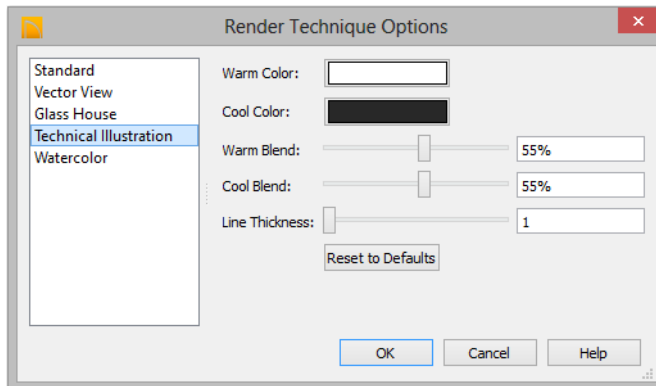 Render Technique Options
Standard
Vector View
Glass House
Technical Illustration
Watercolor
Warm Color:
Cool Color:
Warm Blend: 55%
Cool Blend: 55%
Line Thickness: 1
Reset to Defaults
OK Cancel Help